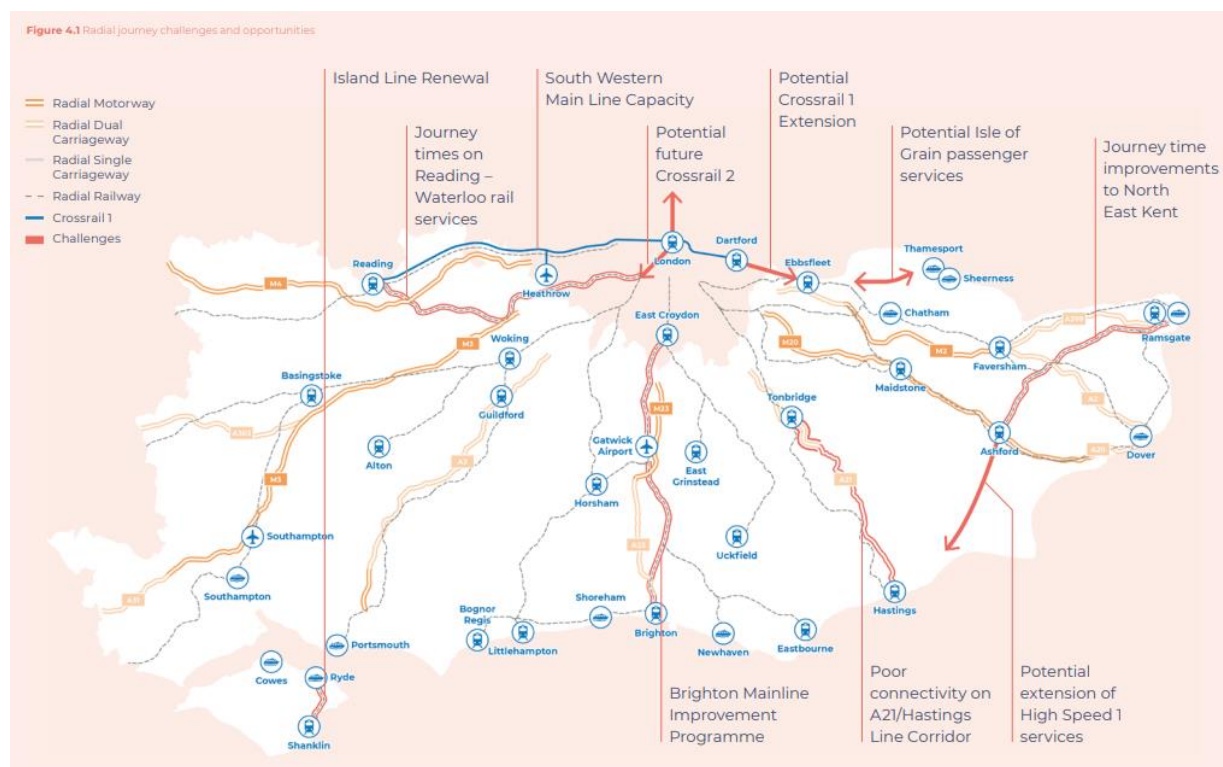 Figure 4.1 Radial journey challenges and opportunities
Radial Motorway
Radial Dual
Carriageway
Radial Single
Carriageway
Radial Railway
Crossrail 1
Challenges
Island Line Renewal
Journey
times on
Reading –
Waterloo rail
services
South Western
Main Line Capacity
Potential
future
Crossrail 2
Potential
Crossrail 1
Extension
Potential Isle of
Grain passenger
services
Journey time
improvements
to North
East Kent
Reading
M4
Heathrow
London
Dartford
Ebbsfleet
Thamesport
Sheerness
Chatham
East Croydon
Woking
M3
Basingstoke
Guildford
A303
Alton
A3
M3
Southampton
Southampton
A31
M23
Gatwick
Airport
East
Grinstead
Horsham
Uckfield
A23
M20
M2
Maidstone
Faversham
A299
Ramsgate
Tonbridge
A2
Ashford
A20
Dover
A21
Hastings
Shoreham
Bognor
Regis
Littlehampton
Brighton
Newhaven
Eastbourne
Portsmouth
Cowes
Ryde
Shanklin
Brighton Mainline
Improvement
Programme
Poor
connectivity on
A21/Hastings
Line Corridor
Potential
extension of
High Speed 1
services